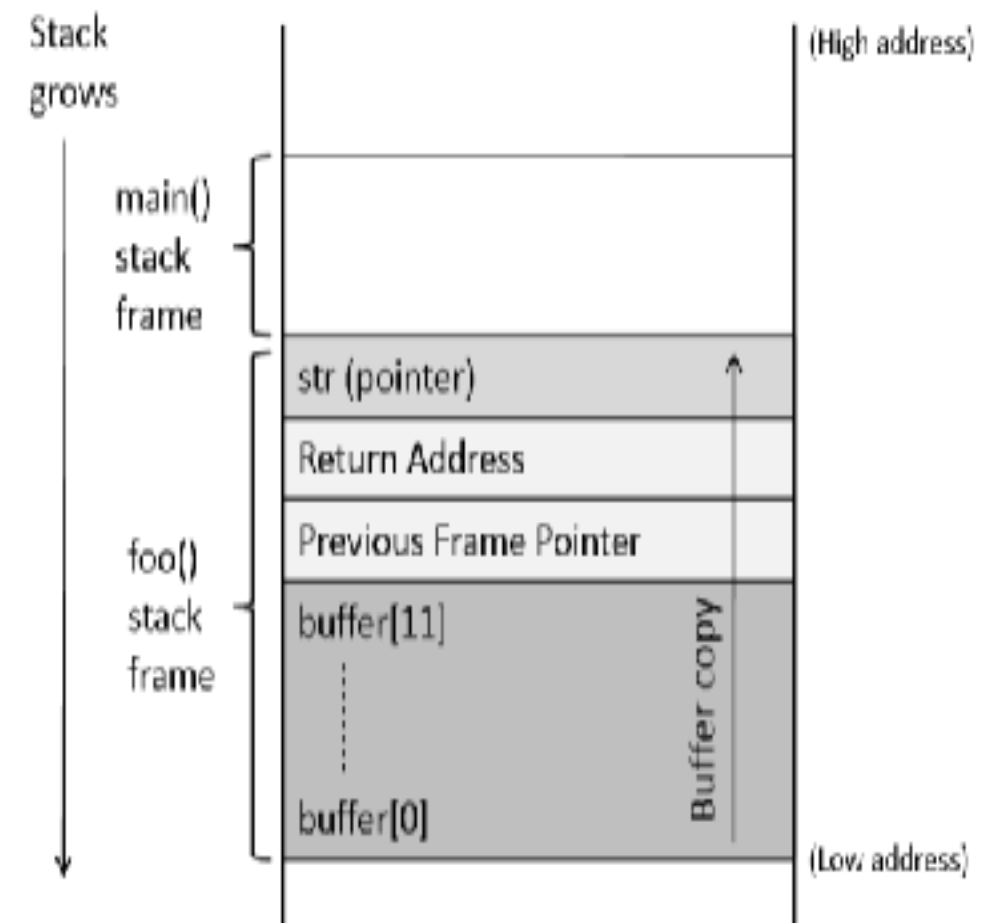 Stack
grows
(High address)
main()
stack
frame
str (pointer)
Return Address
Previous Frame Pointer
foo()
stack
frame
buffer[11]
buffer[0]
Buffer copy
(Low address)